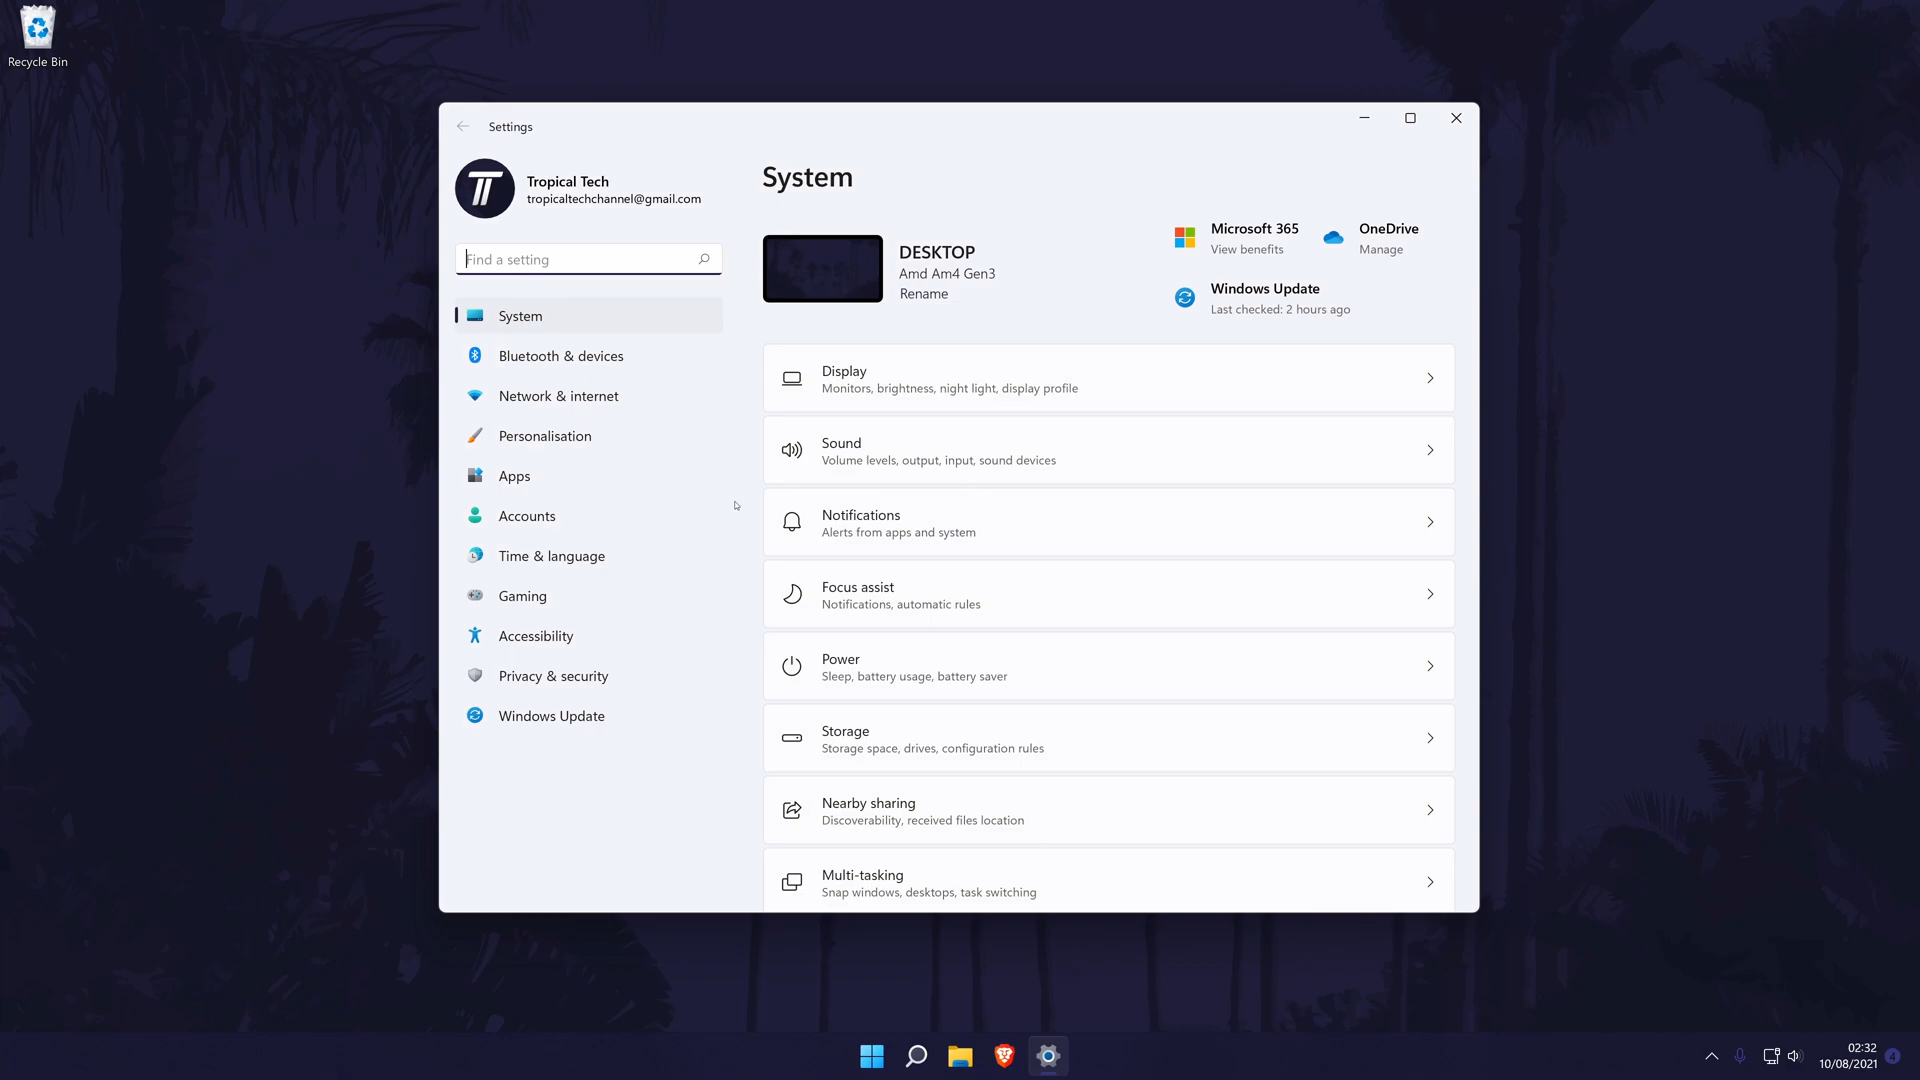 Recycle Bin
Settings
Tropical Tech
tropicaltechchannel@gmail.com
Find a setting
System
Bluetooth & devices
Network & internet
Personalisation
Apps
Accounts
Time & language
Gaming
Accessibility
Privacy & security
Windows Update
System
DESKTOP
Amd Am4 Gen3
Rename
Microsoft 365
View benefits
OneDrive
Manage
Windows Update
Last checked: 2 hours ago
Display
Monitors, brightness, night light, display profile
Sound
Volume levels, output, input, sound devices
Notifications
Alerts from apps and system
Focus assist
Notifications, automatic rules
Power
Sleep, battery usage, battery saver
Storage
Storage space, drives, configuration rules
Nearby sharing
Discoverability, received files location
Multi-tasking
Snap windows, desktops, task switching
02:32
10/08/2021
4